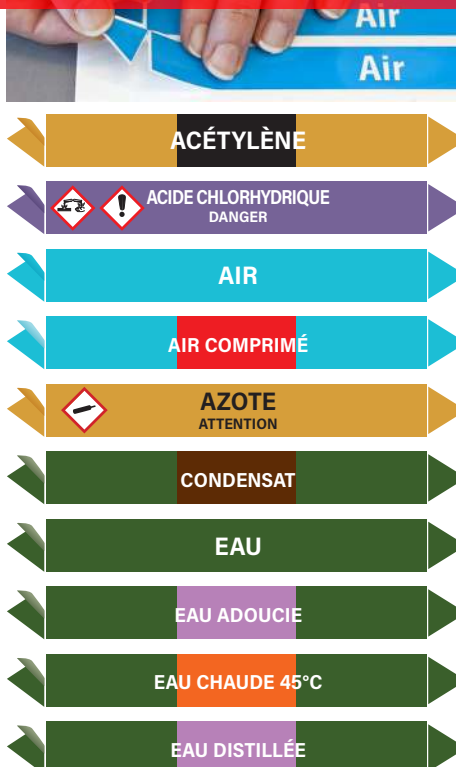 Air
Air
ACÉTYLÈNE
ACIDE CHLORHYDRIQUE
DANGER
AIR
AIR COMPRIMÉ
AZOTE
ATTENTION
CONDENSAT
EAU
EAU ADOUCIE
EAU CHAUDE 45°C
EAU DISTILLÉE